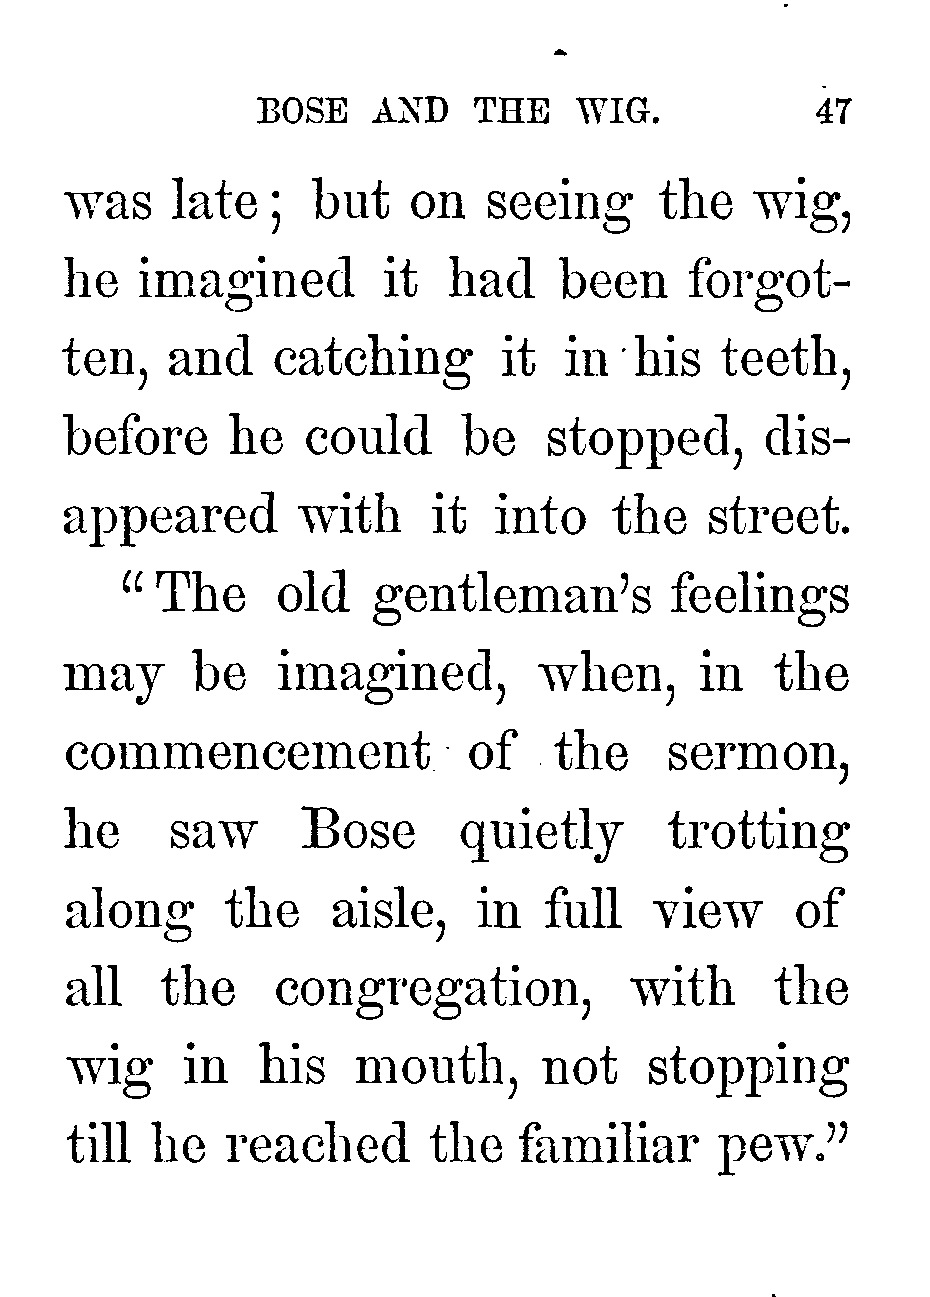 BOSE AND THE WIG. 47
was late; but on seeing the wig,
he imagined it had been forgot-
ten, and catching it in his teeth,
before he could be stopped, dis-
appeared with it into the street.
“The old gentleman’s feelings
may be imagined, when, in the
commencement of the sermon,
he saw Bose quietly trotting
along the aisle, in full view of
all the congregation, with the
wig in his mouth, not stopping
till he reached the familiar pew.”